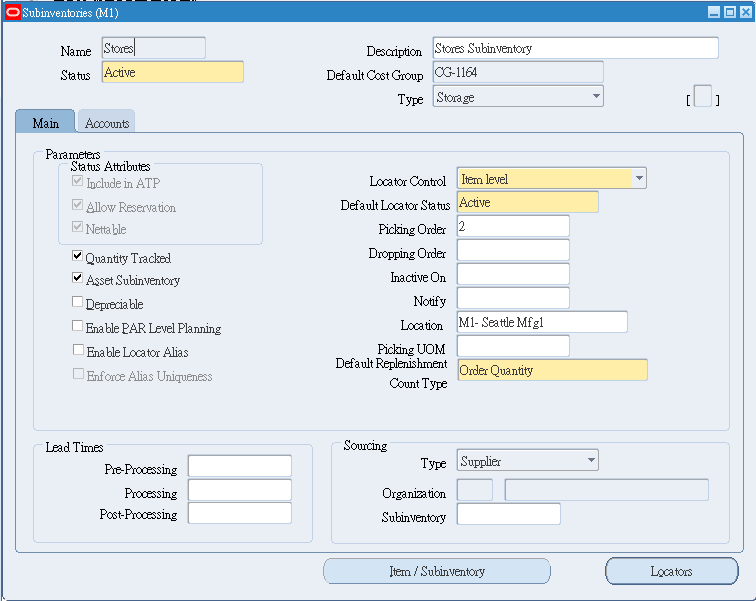 Subinventories (M1)
Name Stores
Description Stores Subinventory
Status Active
Default Cost Group CG-1164
Type Storage
[ ]
Main Accounts
Parameters
Status Attributes
Include in ATP
Allow Reservation
Nettable
Quantity Tracked
Asset Subinventory
Depreciable
Enable PAR Level Planning
Enable Locator Alias
Enforce Alias Uniqueness
Locator Control Item level
Default Locator Status Active
Picking Order 2
Dropping Order
Inactive On
Notify
Location M1- Seattle Mfg1
Picking UOM
Default Replenishment
Count Type Order Quantity
Lead Times
Pre-Processing
Processing
Post-Processing
Sourcing
Type Supplier
Organization
Subinventory
Item / Subinventory
Locators